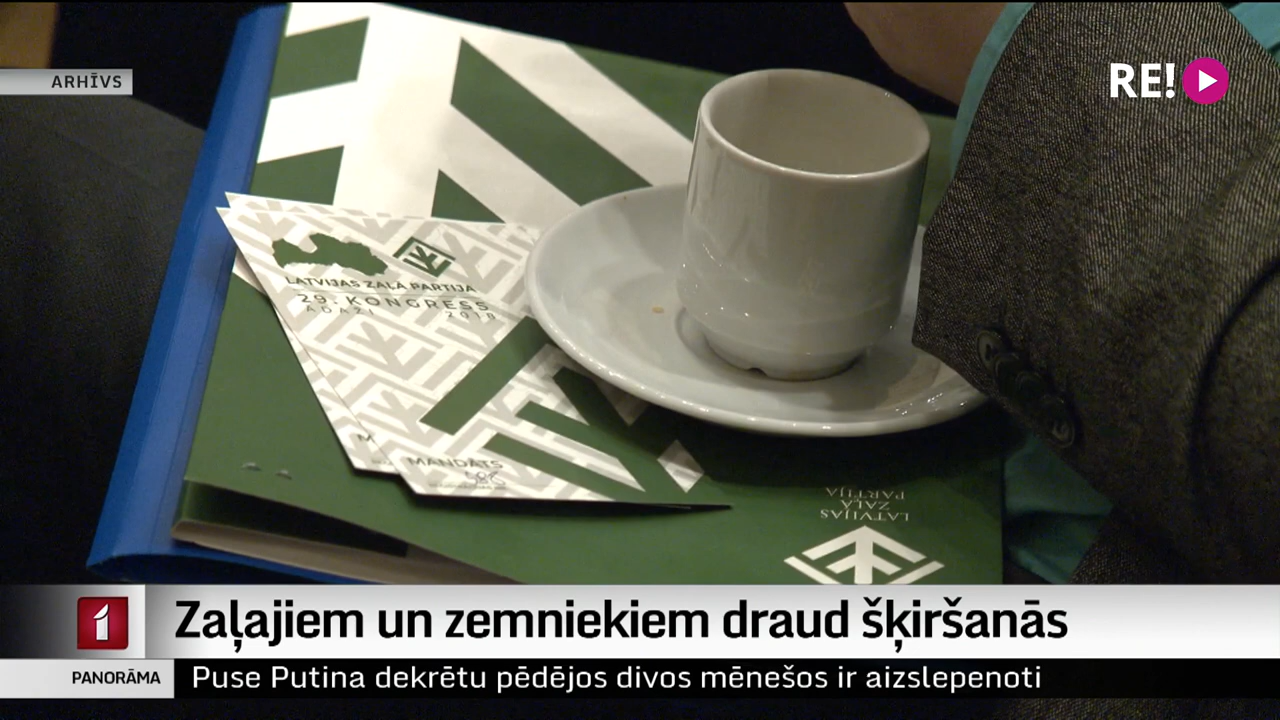 ARHĪVS
RE!
LATVIJAS ZAĻĀ PARTIJA
29. KONGRESS
ĀDAŽI 2019
M
MANDĀTS
LATVIJAS
ZAĻĀ
PARTIJA
1
Zaļajiem un zemniekiem draud šķiršanās
PANORĀMA
Puse Putina dekrētu pēdējos divos mēnešos ir aizslepenoti